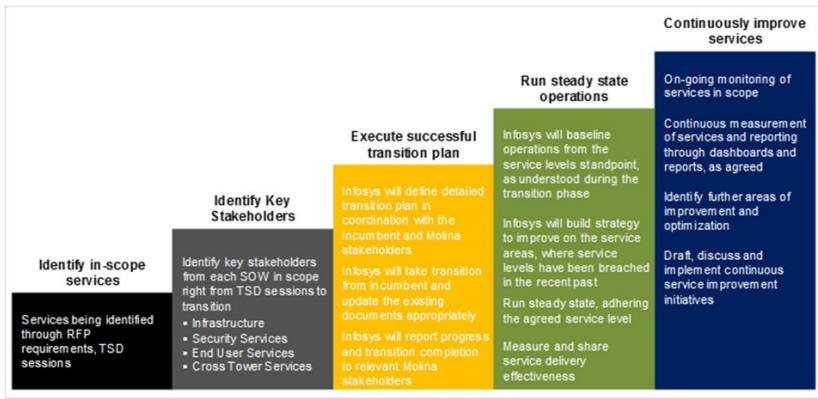 Identify in-scope
services
Services being identified
through RFP
requirements, TSD
sessions
Identify Key
Stakeholders
Identify key stakeholders
from each SOW in scope
right from TSD sessions to
transition
▪ Infrastructure
▪ Security Services
▪ End User Services
▪ Cross Tower Services
Execute successful
transition plan
Infosys will define detailed
transition plan in
coordination with the
incumbent and Molina
stakeholders
Infosys will take transition
from incumbent and
update the existing
documents appropriately
Infosys will report progress
and transition completion
to relevant Molina
stakeholders
Run steady state
operations
Infosys will baseline
operations from the
service levels standpoint,
as understood during the
transition phase
Infosys will build strategy
to improve on the service
areas, where service
levels have been breached
in the recent past
Run steady state, adhering
the agreed service level
Measure and share
service delivery
effectiveness
Continuously improve
services
On-going monitoring of
services in scope
Continuous measurement
of services and reporting
through dashboards and
reports, as agreed
Identify further areas of
improvement and
optimization
Draft, discuss and
implement continuous
service improvement
initiatives